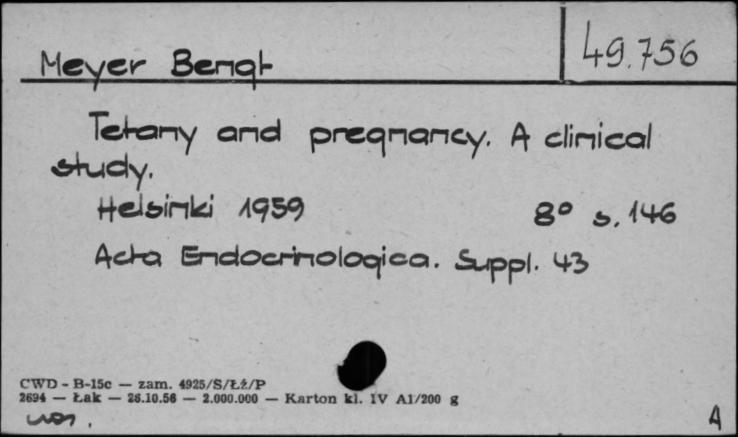 Meyer Bengt
49.756
Tetany and pregnancy. A clinical
study.
Helsinki 1959 8° s. 146
Acta Endocrinologica. Suppl. 43
CWD - B-15c — zam. 4925/S/Łż/P
2694 — Łak — 26.10.56 — 2.000.000 — Karton kl. IV A1/200 g
A